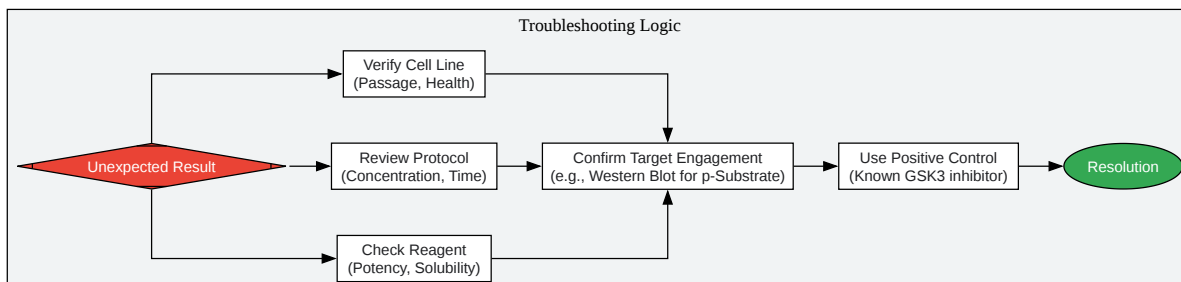 Troubleshooting Logic
Verify Cell Line
(Passage, Health)
Unexpected Result
Review Protocol
(Concentration, Time)
Confirm Target Engagement
(e.g., Western Blot for p-Substrate)
Use Positive Control
(Known GSK3 inhibitor)
Resolution
Check Reagent
(Potency, Solubility)